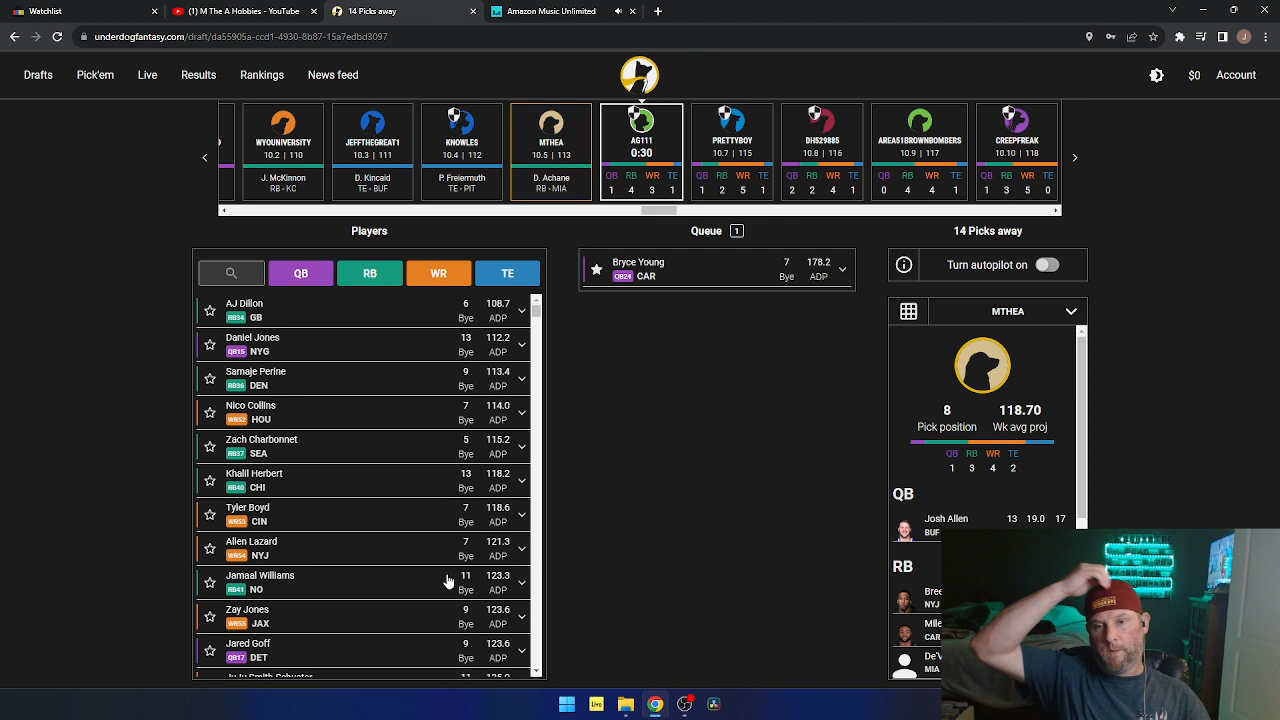 Watchlist
(1) M The A Hobbies - YouTube
14 Picks away
Amazon Music Unlimited
underdogfantasy.com/draft/da55905a-ccd1-4930-8b87-15a7edbd3097
J
Drafts
Pick'em
Live
Results
Rankings
News feed
$0
Account
WYOUNIVERSITY
10.2 | 110
J. McKinnon
RB - KC
JEFFTHEGREAT1
10.3 | 111
D. Kincaid
TE - BUF
KNOWLES
10.4 | 112
P. Freiermuth
TE - PIT
MTHEA
10.5 | 113
D. Achane
RB - MIA
AG111
0:30
QB RB WR TE
1 4 3 1
PRETTYBOY
10.7 | 115
QB RB WR TE
1 2 5 1
DH529885
10.8 | 116
QB RB WR TE
2 2 4 1
AREA51BROWNBOMBERS
10.9 | 117
QB RB WR TE
0 4 4 1
CREEPFREAK
10.10 | 118
QB RB WR TE
1 3 5 0
Players
Queue 1
14 Picks away
QB
RB
WR
TE
AJ Dillon 6 108.7
RB34 GB Bye ADP
Daniel Jones 13 112.2
QB15 NYG Bye ADP
Samaje Perine 9 113.4
RB36 DEN Bye ADP
Nico Collins 7 114.0
WR52 HOU Bye ADP
Zach Charbonnet 5 115.2
RB37 SEA Bye ADP
Khalil Herbert 13 118.2
RB40 CHI Bye ADP
Tyler Boyd 7 118.6
WR53 CIN Bye ADP
Allen Lazard 7 121.3
WR54 NYJ Bye ADP
Jamaal Williams 11 123.3
RB41 NO Bye ADP
Zay Jones 9 123.6
WR55 JAX Bye ADP
Jared Goff 9 123.6
QB17 DET Bye ADP
Bryce Young 7 178.2
QB24 CAR Bye ADP
Turn autopilot on
MTHEA
8 118.70
Pick position Wk avg proj
QB RB WR TE
1 3 4 2
QB
Josh Allen 13 19.0 17
BUF
RB
Bree
NYJ
Mile
CAR
De'V
MIA
Live